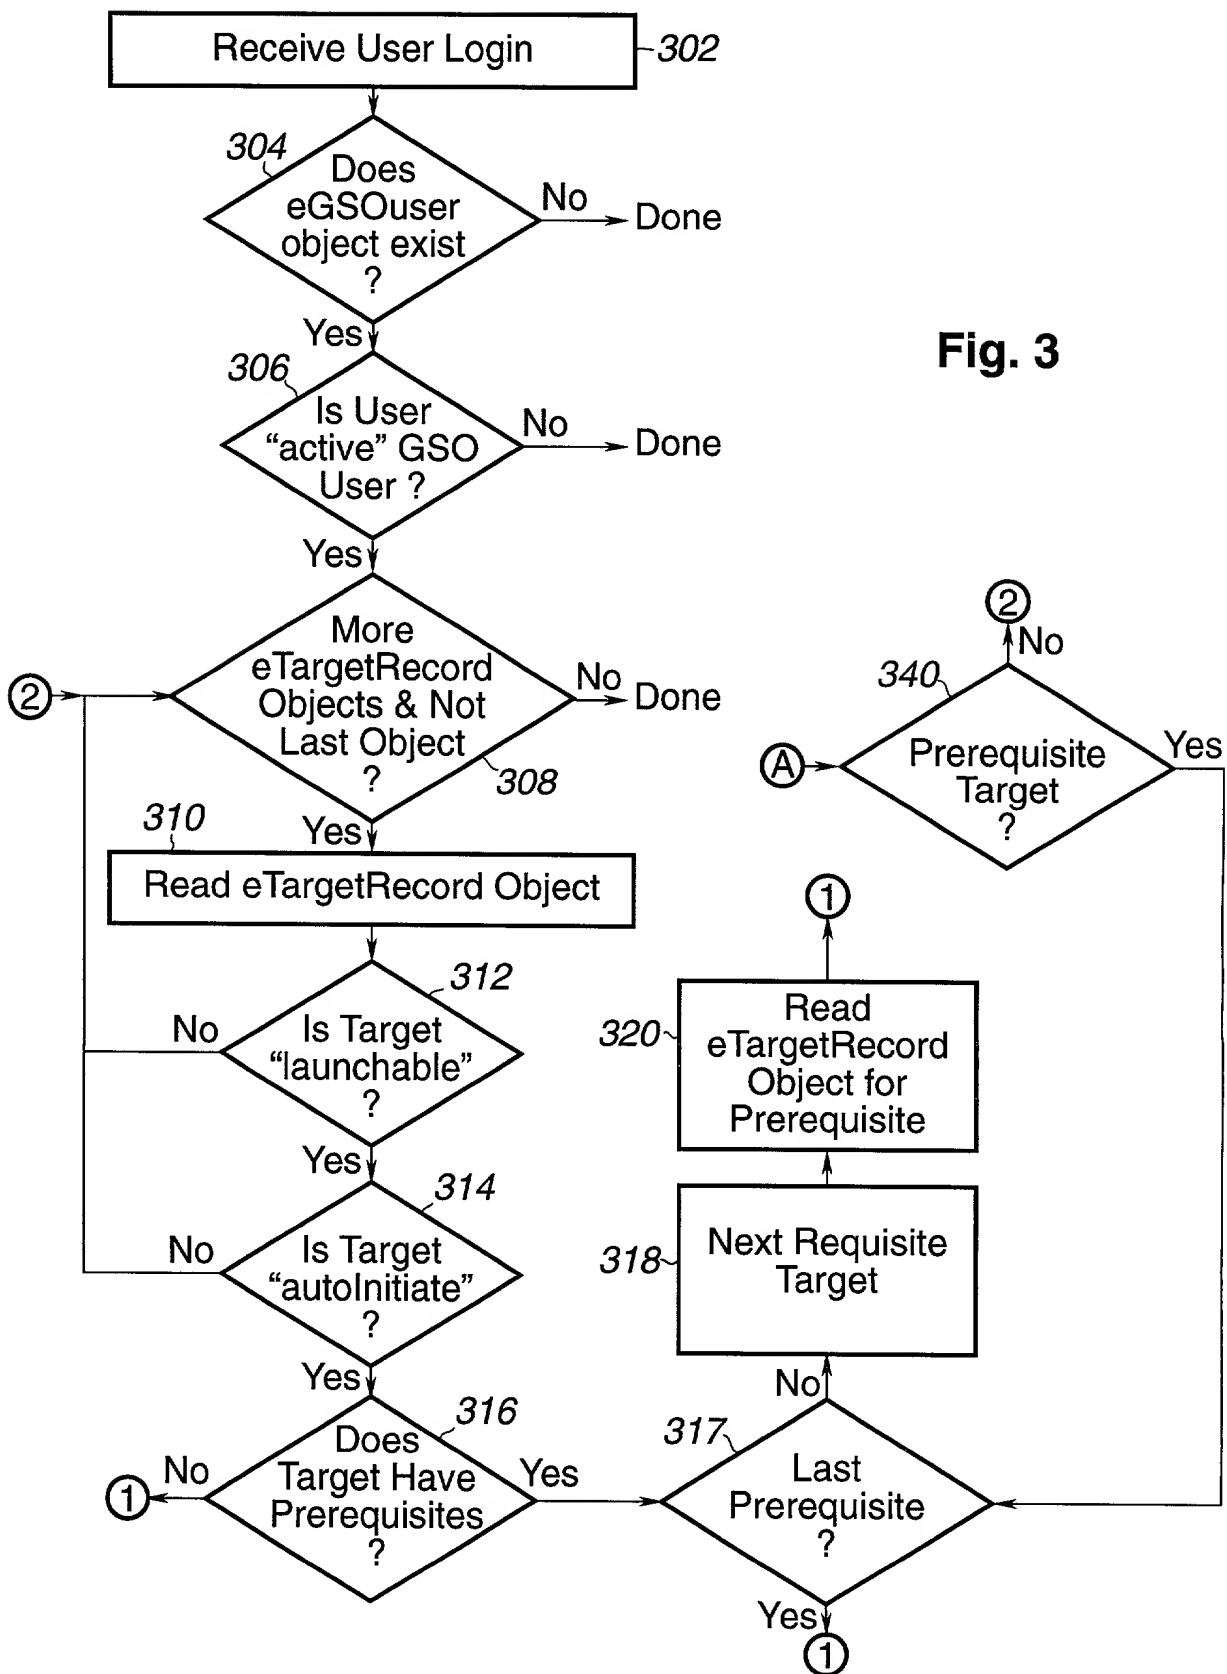 Receive User Login
302
304
Does
eGSOuser
object exist
?
No
Done
Yes
306
Is User
“active” GSO
User ?
No
Done
Fig. 3
Yes
More
eTargetRecord
Objects & Not
Last Object
?
308
No
Done
2
Yes
310
Read eTargetRecord Object
312
Is Target
“launchable”
?
No
Yes
314
Is Target
“autoInitiate”
?
No
Yes
316
Does
Target Have
Prerequisites
?
No
1
Yes
2
No
340
A
Prerequisite
Target
?
Yes
1
320
Read
eTargetRecord
Object for
Prerequisite
318
Next Requisite
Target
No
317
Last
Prerequisite
?
Yes
1